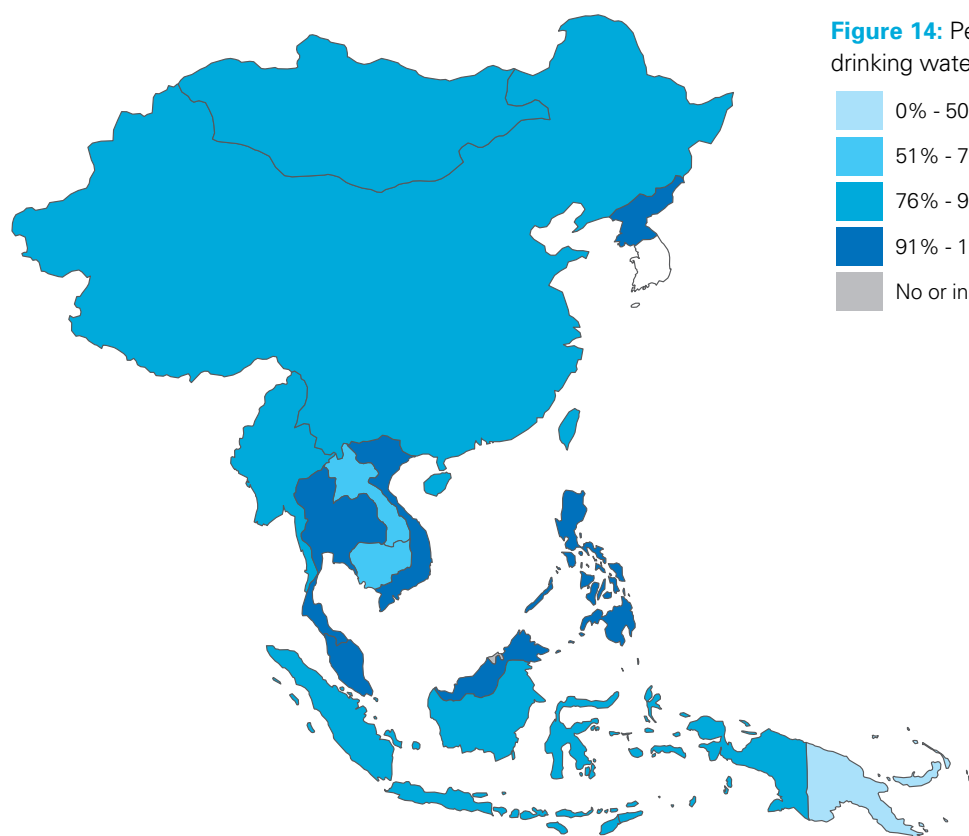 Figure 14: Pe
drinking wate
0% - 50
51% - 7
76% - 9
91% - 1
No or in